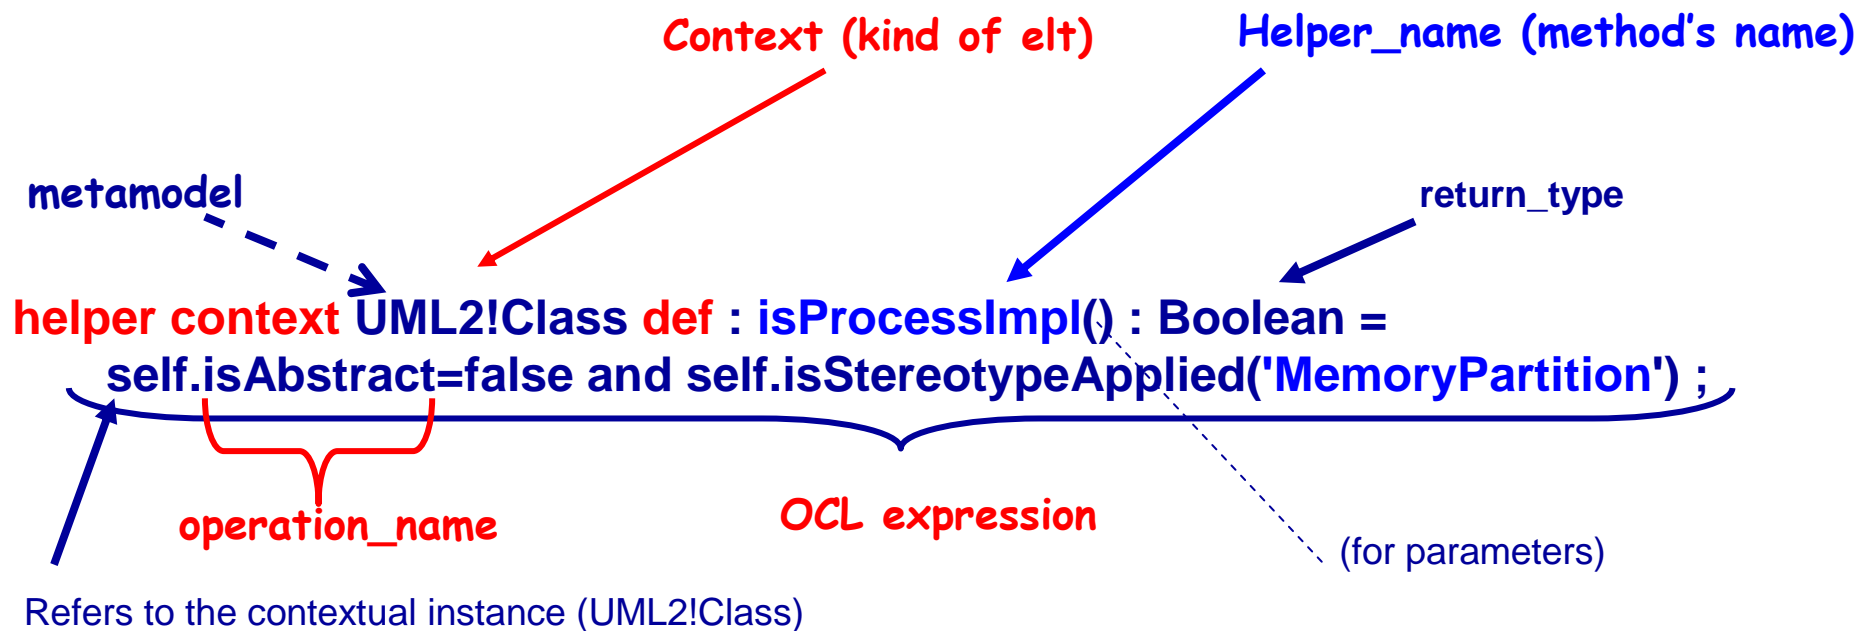 Context (kind of elt)
Helper_name (method's name)
metamodel
return_type
helper context UML2!Class def : isProcessImpl() : Boolean =
self.isAbstract=false and self.isStereotypeApplied('MemoryPartition') ;
operation_name
OCL expression
(for parameters)
Refers to the contextual instance (UML2!Class)